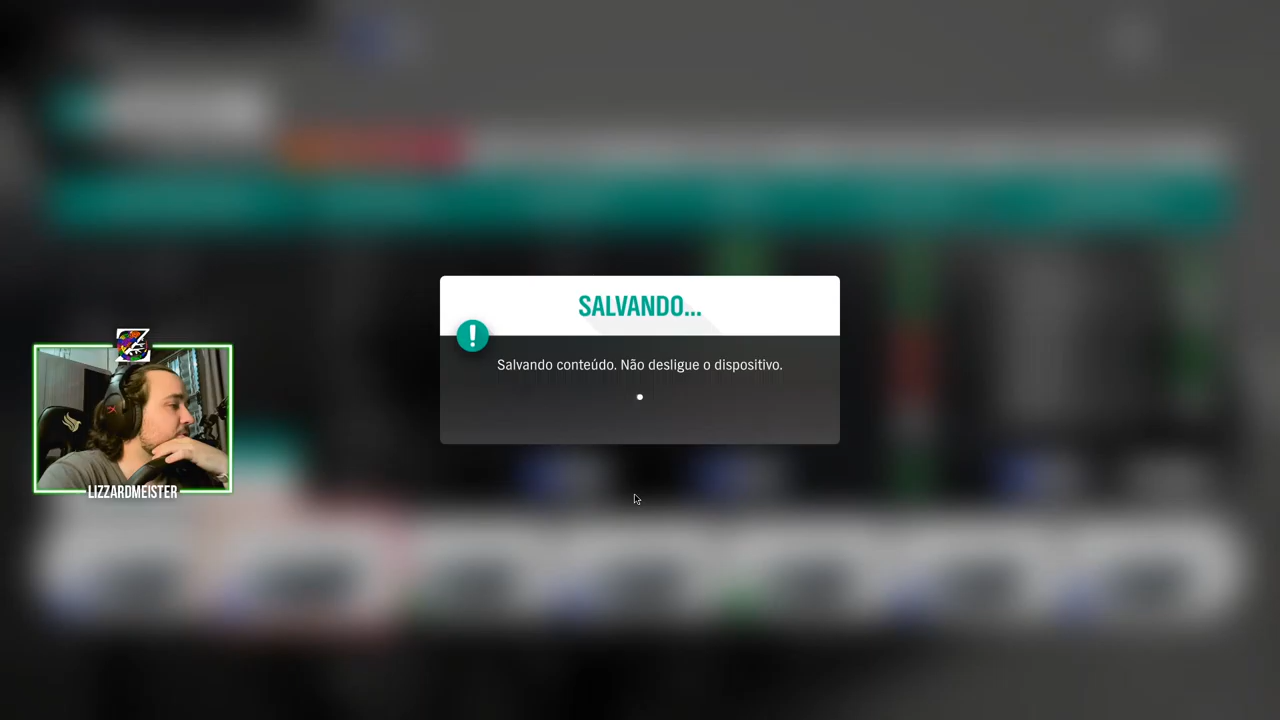 SALVANDO...
Salvando conteúdo. Não desligue o dispositivo.
LIZZARDMEISTER